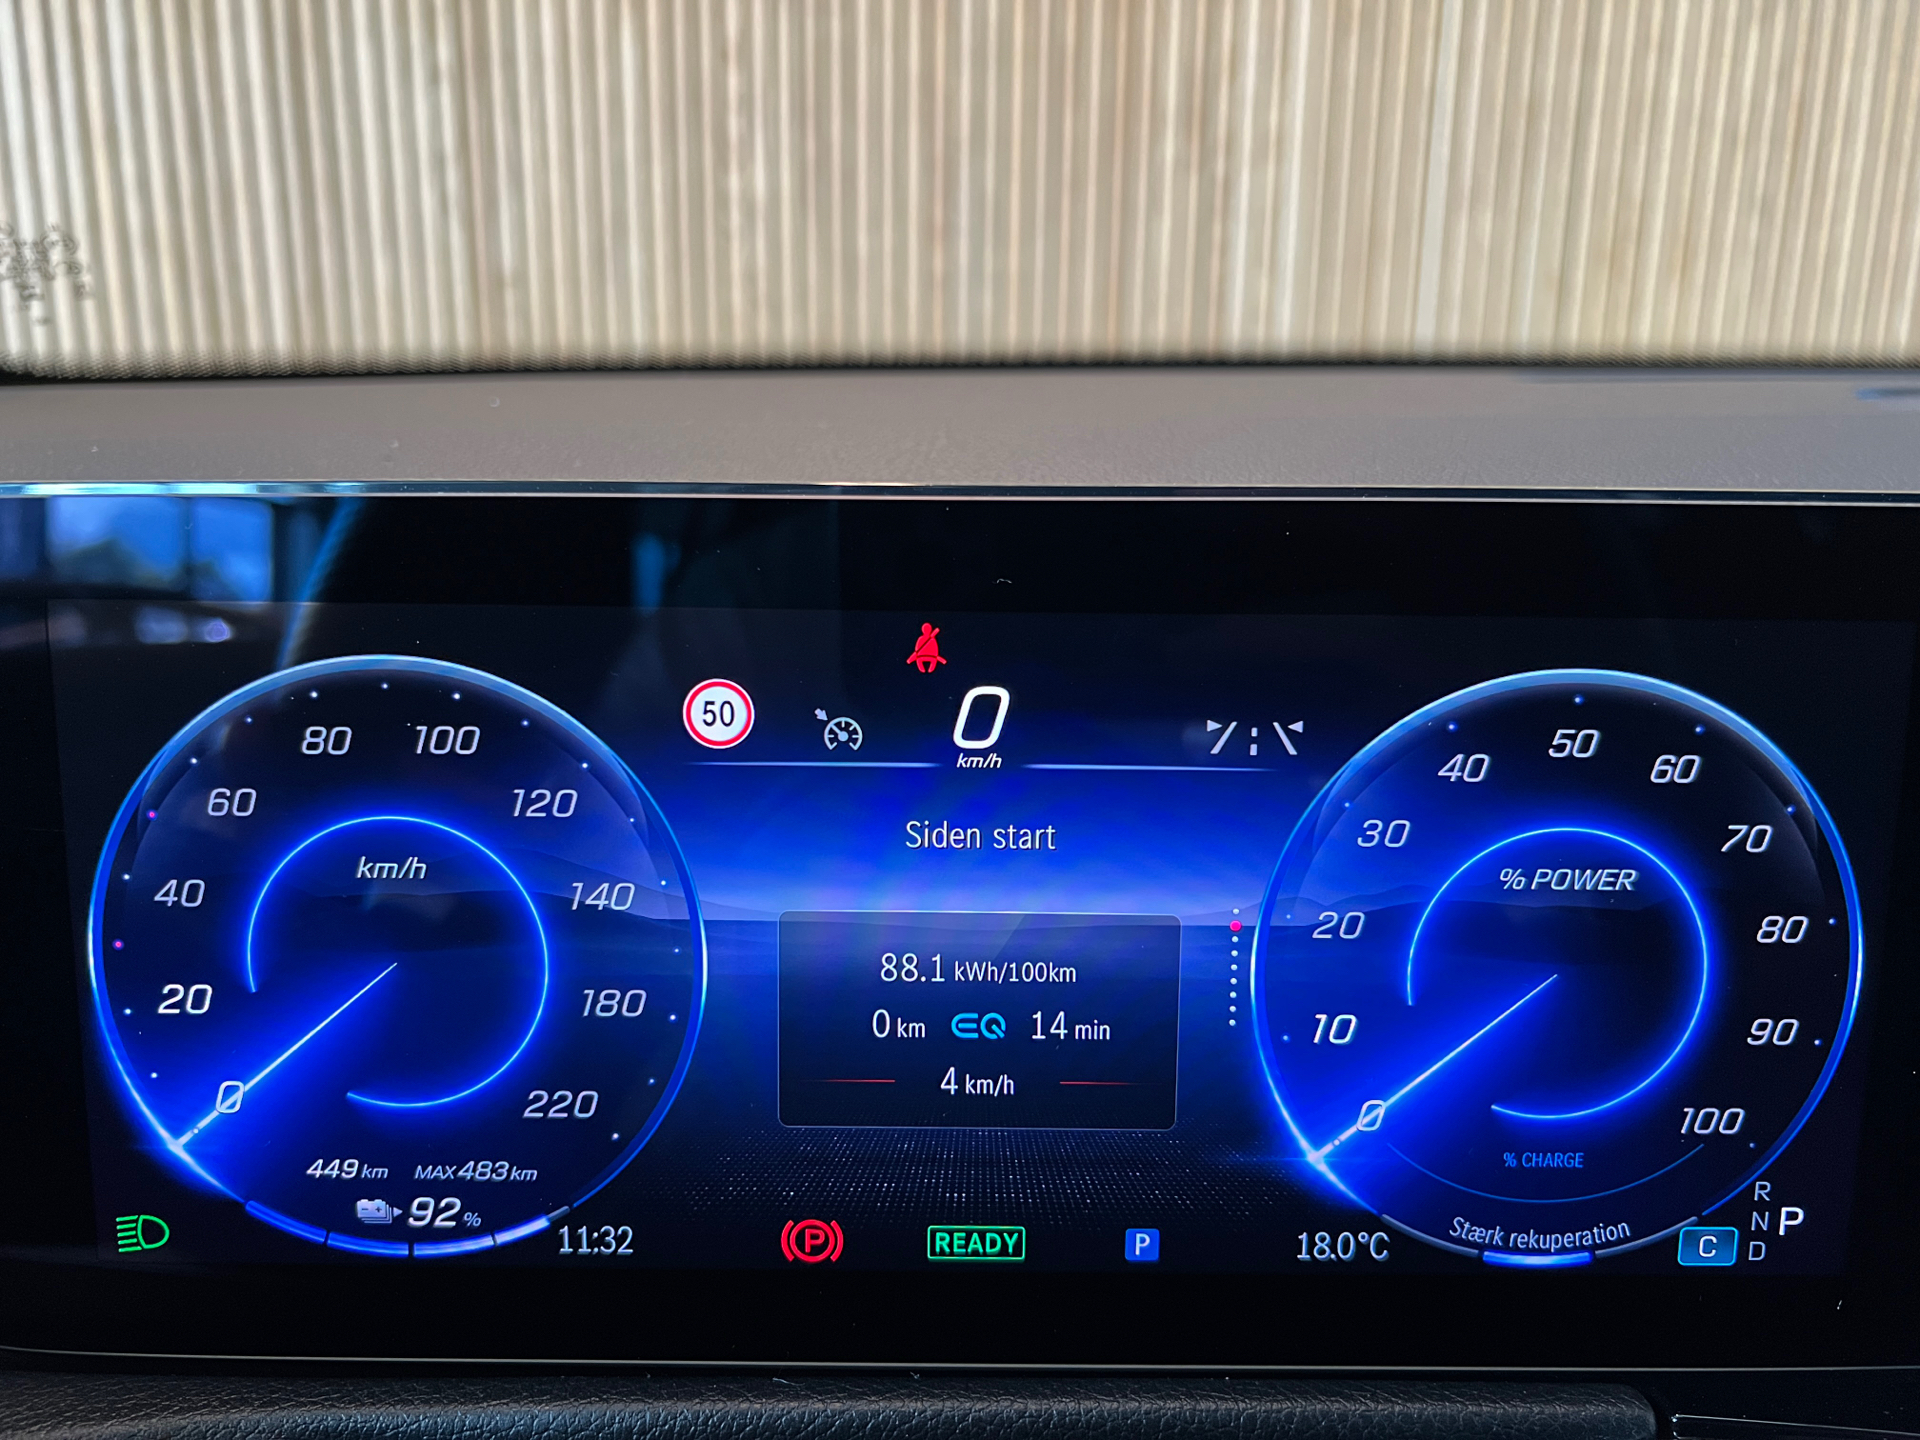 50
0
km/h
Siden start
88.1 kWh/100km
0 km EQ 14 min
4 km/h
80 100
60 120
km/h
40 140
20 180
0 220
449 km MAX 483 km
92 %
11:32
P
READY
P
18.0°C
50
40 60
30 70
% POWER
20 80
10 90
0 100
% CHARGE
Stærk rekuperation
C
R
N P
D